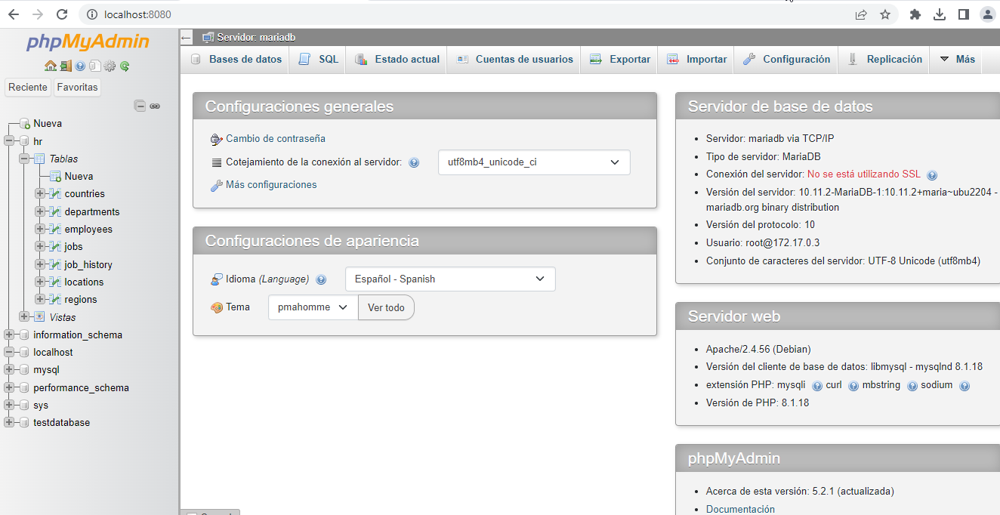 localhost:8080
phpMyAdmin
Reciente Favoritas
Nueva
hr
Tablas
Nueva
countries
departments
employees
jobs
job_history
locations
regions
Vistas
information_schema
localhost
mysql
performance_schema
sys
testdatabase
Servidor: mariadb
Bases de datos SQL Estado actual Cuentas de usuarios Exportar Importar Configuración Replicación Más
Configuraciones generales
Cambio de contraseña
Cotejamiento de la conexión al servidor: utf8mb4_unicode_ci
Más configuraciones
Configuraciones de apariencia
Idioma (Language) Español - Spanish
Tema pmahomme Ver todo
Servidor de base de datos
Servidor: mariadb via TCP/IP
Tipo de servidor: MariaDB
Conexión del servidor: No se está utilizando SSL
Versión del servidor: 10.11.2-MariaDB-1:10.11.2+maria~ubu2204 -
mariadb.org binary distribution
Versión del protocolo: 10
Usuario: root@172.17.0.3
Conjunto de caracteres del servidor: UTF-8 Unicode (utf8mb4)
Servidor web
Apache/2.4.56 (Debian)
Versión del cliente de base de datos: libmysql - mysqlnd 8.1.18
extensión PHP: mysqli curl mbstring sodium
Versión de PHP: 8.1.18
phpMyAdmin
Acerca de esta versión: 5.2.1 (actualizada)
Documentación